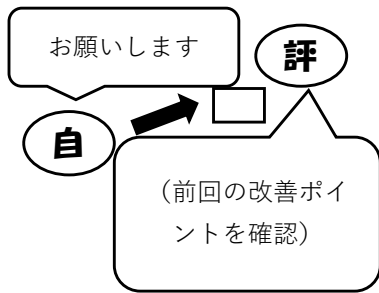 お願いします
評
自
（前回の改善ポイ
ントを確認）